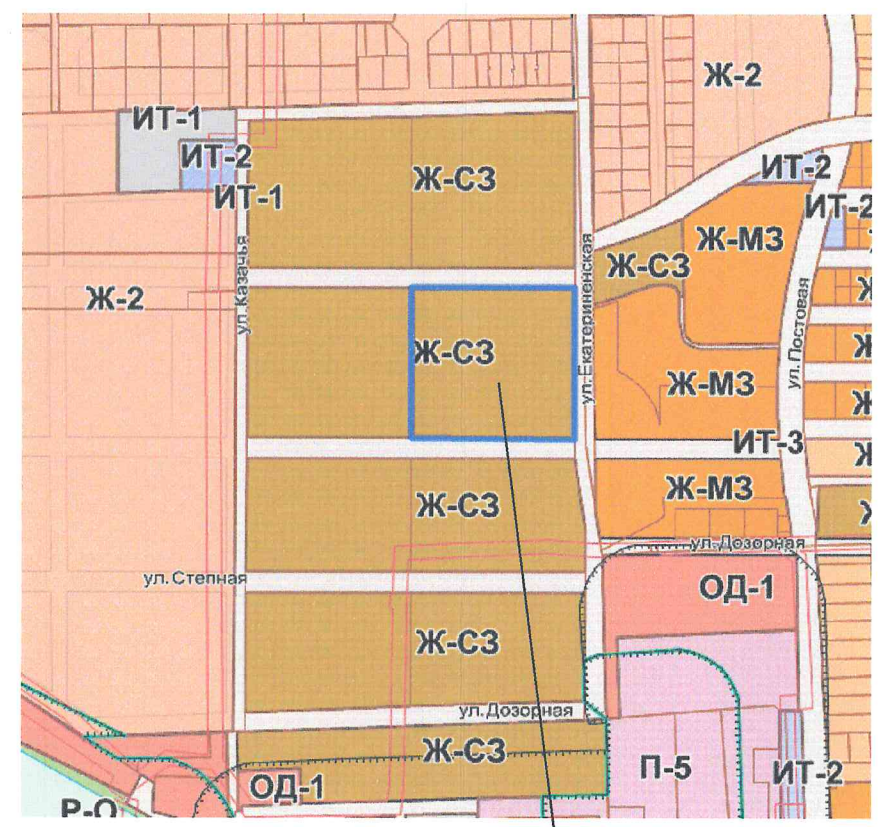 Ж-2
ИТ-1
ИТ-2
ИТ-2
Ж-СЗ
ИТ-1
ИТ-2
Ж-МЗ
Ж-СЗ
ул. Казачья
ул. Екатериненская
Ж-2
ул. Постовая
Ж
Ж-СЗ
Ж
Ж-МЗ
Ж
ИТ-3
Ж
Ж-МЗ
Ж-СЗ
ул. Дозорная
ул. Степная
ОД-1
Ж-СЗ
ул. Дозорная
Ж-СЗ
П-5
ИТ-2
ОД-1
Р-О